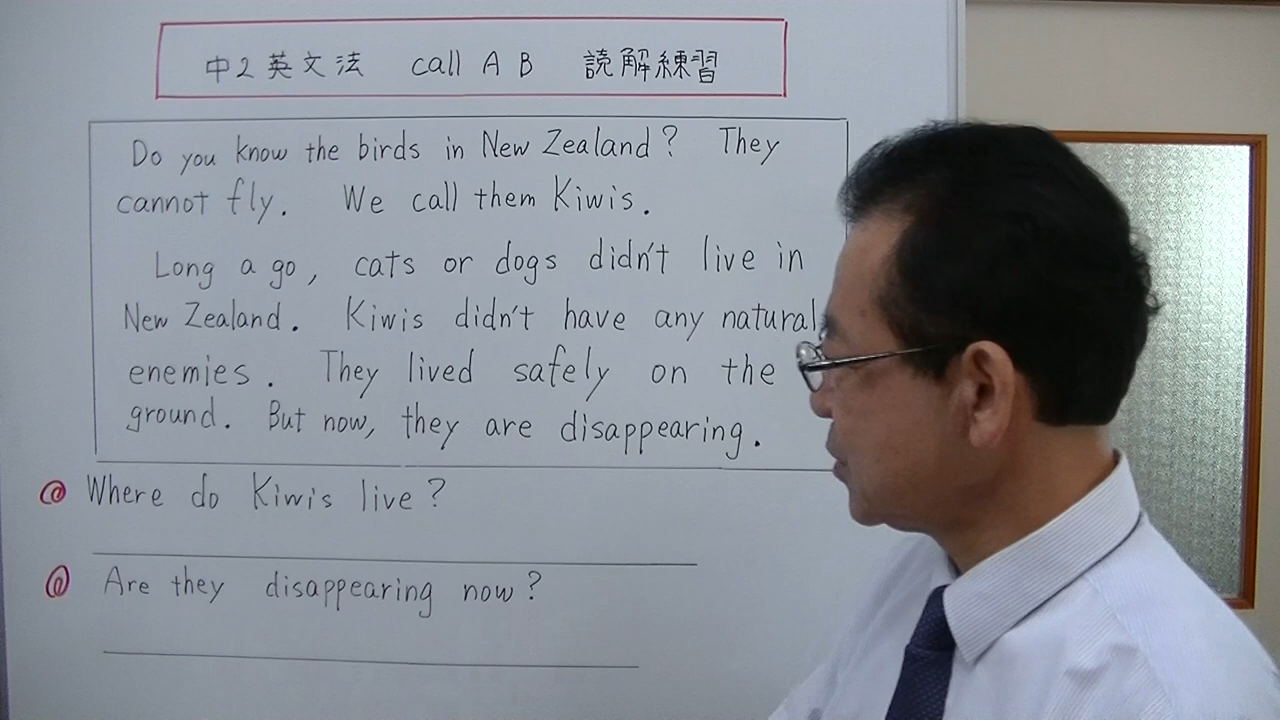 中2英文法 call A B 読解練習
Do you know the birds in New Zealand? They
cannot fly. We call them Kiwis.
Long a go, cats or dogs didn't live in
New Zealand. Kiwis didn't have any natural
enemies. They lived safely on the
ground. But now, they are disappearing.
@ Where do Kiwis live?
@ Are they disappearing now?